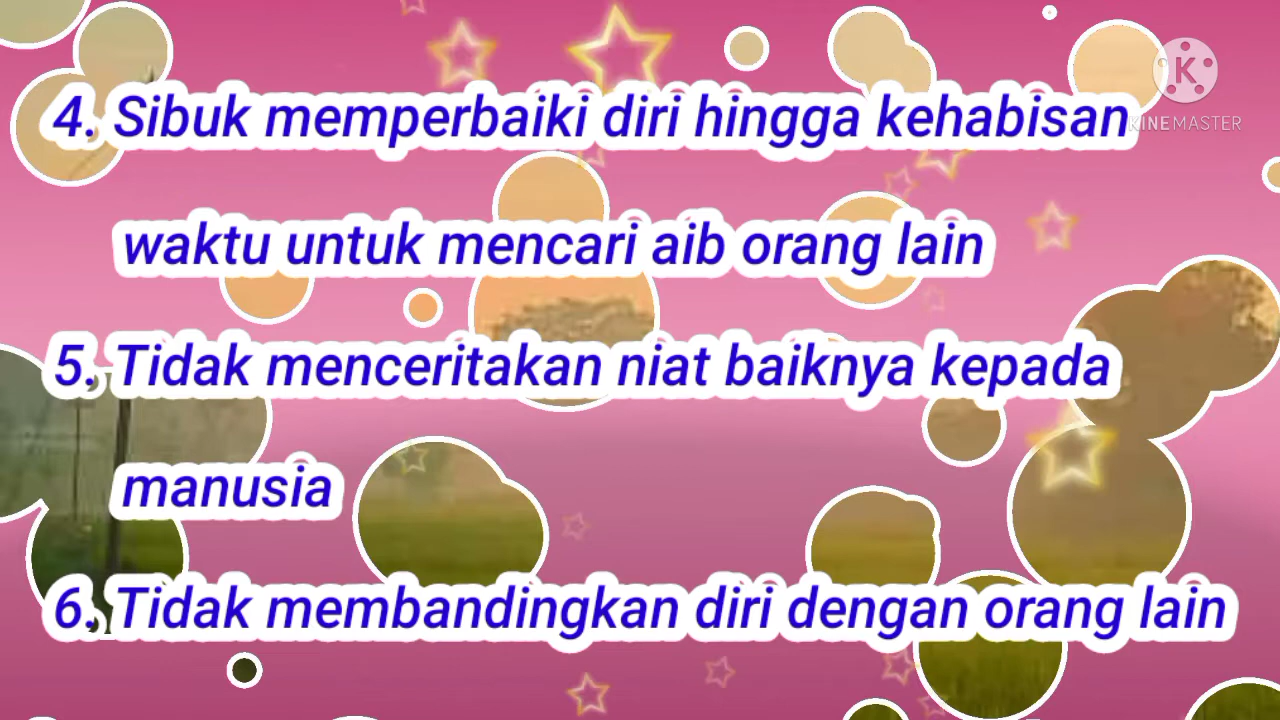 4. Sibuk memperbaiki diri hingga kehabisan
waktu untuk mencari aib orang lain
5. Tidak menceritakan niat baiknya kepada
manusia
6. Tidak membandingkan diri dengan orang lain
K
KINEMASTER